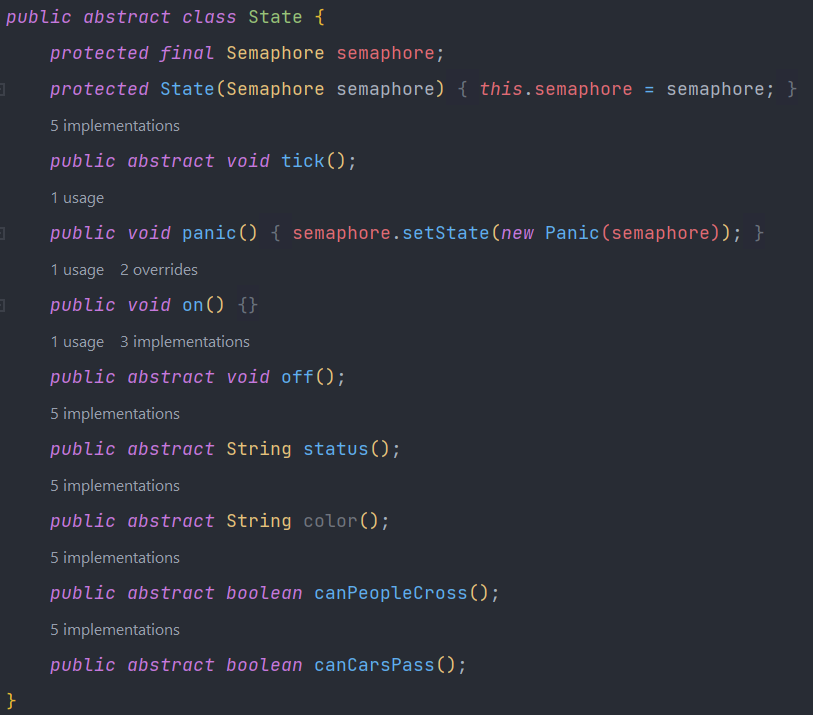 public abstract class State {
protected final Semaphore semaphore;
protected State(Semaphore semaphore) { this.semaphore = semaphore; }
5 implementations
public abstract void tick();
1 usage
public void panic() { semaphore.setState(new Panic(semaphore)); }
1 usage 2 overrides
public void on() {}
1 usage 3 implementations
public abstract void off();
5 implementations
public abstract String status();
5 implementations
public abstract String color();
5 implementations
public abstract boolean canPeopleCross();
5 implementations
public abstract boolean canCarsPass();
}